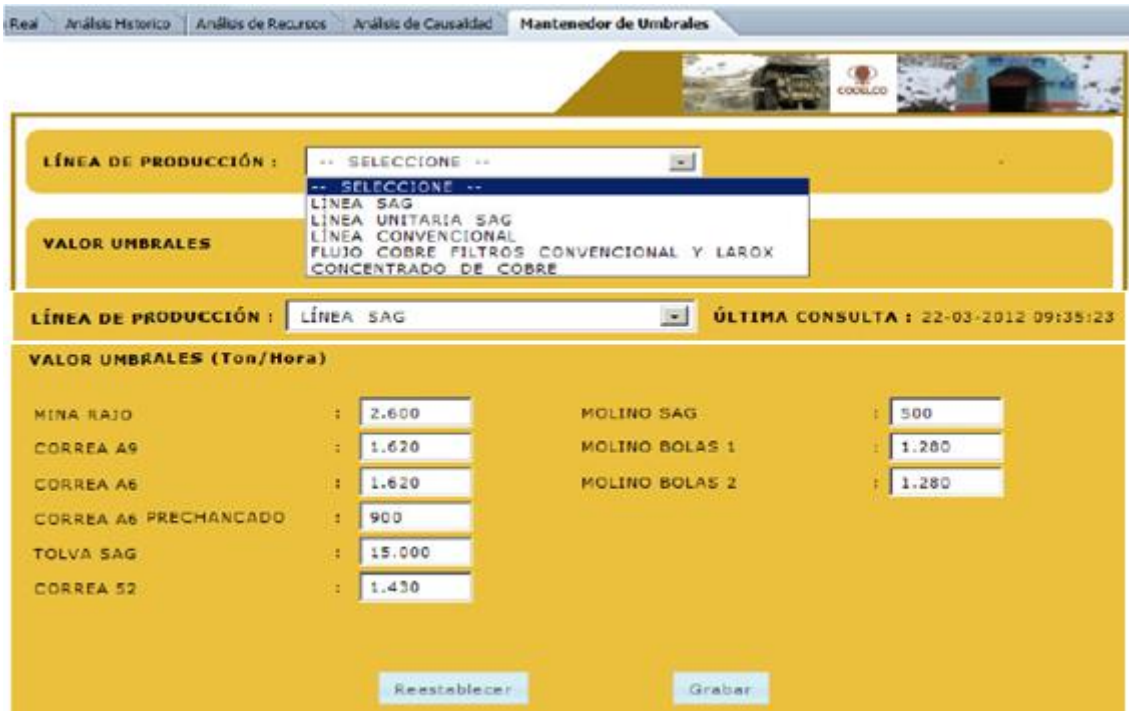 Real Análisis Historico Análisis de Recursos Análisis de Causalidad Mantenedor de Umbrales
CODELCO
LÍNEA DE PRODUCCIÓN : -- SELECCIONE --
-- SELECCIONE --
LÍNEA SAG
LÍNEA UNITARIA SAG
LÍNEA CONVENCIONAL
FLUJO COBRE FILTROS CONVENCIONAL Y LAROX
CONCENTRADO DE COBRE
VALOR UMBRALES
LÍNEA DE PRODUCCIÓN : LÍNEA SAG ÚLTIMA CONSULTA : 22-03-2012 09:35:23
VALOR UMBRALES (Ton/Hora)
MINA RAJO : 2.600 MOLINO SAG : 500
CORREA A9 : 1.620 MOLINO BOLAS 1 : 1.280
CORREA A6 : 1.620 MOLINO BOLAS 2 : 1.280
CORREA A6 PRECHANCADO : 900
TOLVA SAG : 15.000
CORREA 52 : 1.430
Reestablecer Grabar